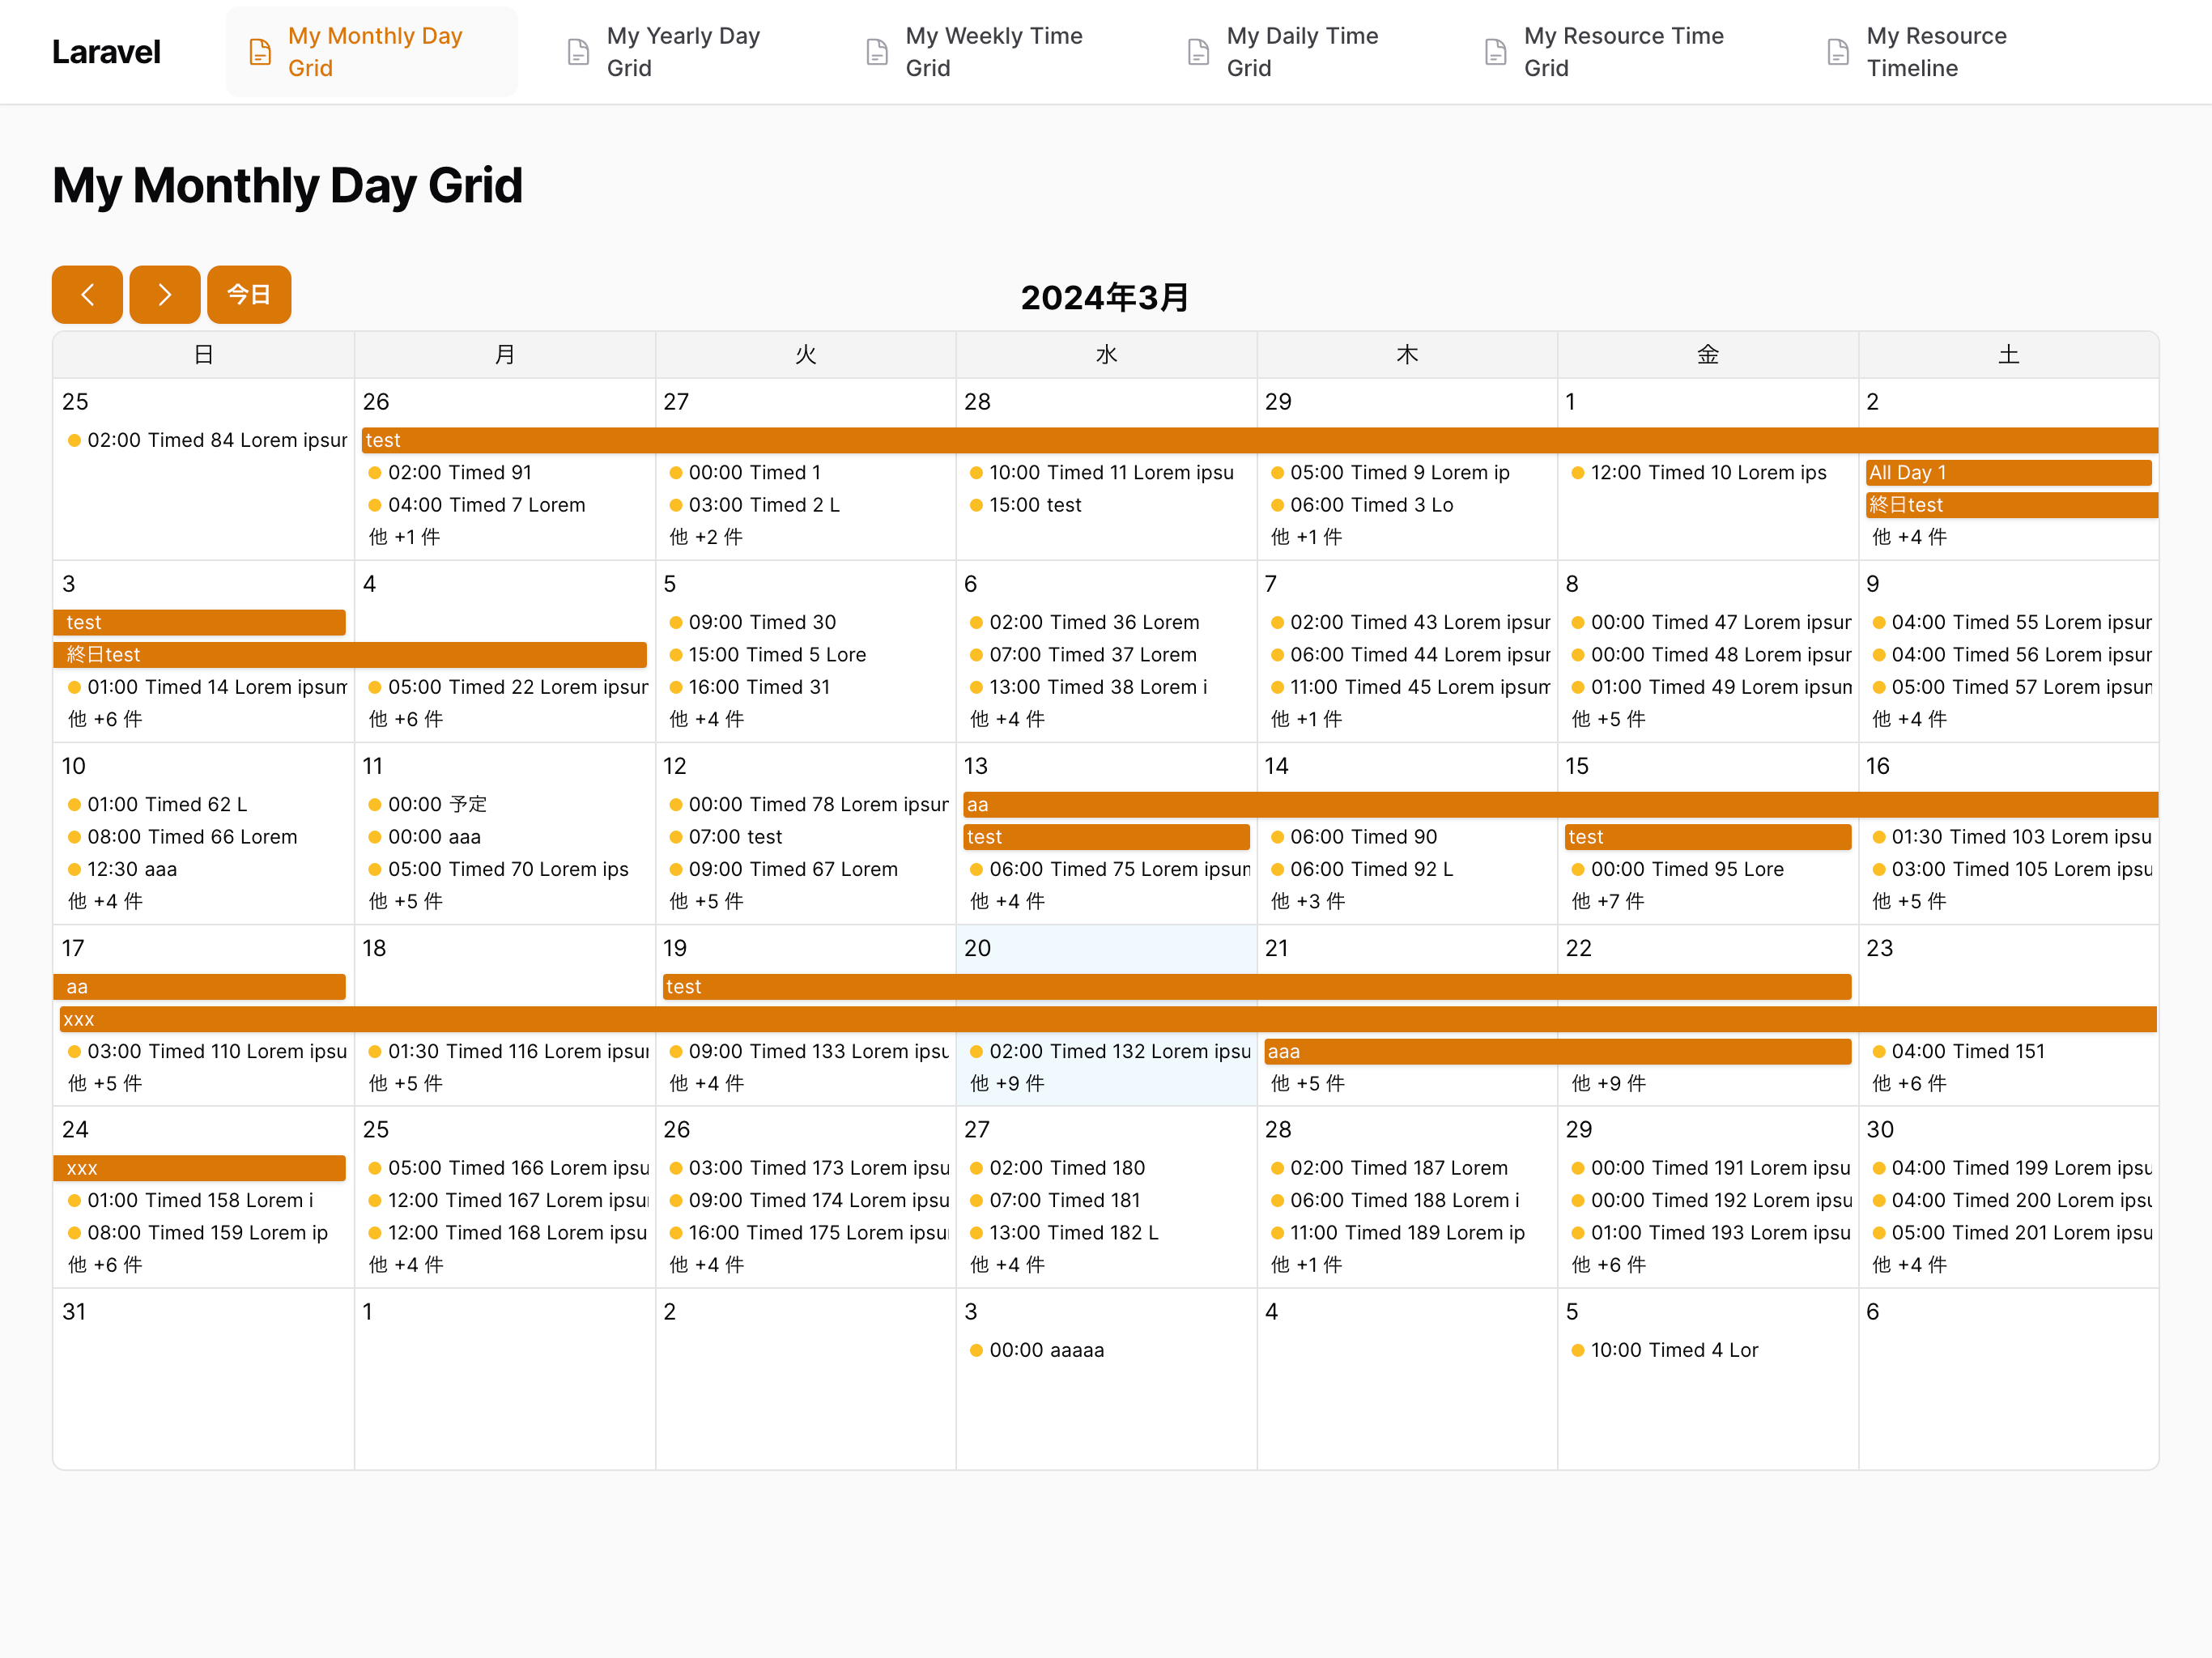 Laravel
My Monthly Day
Grid
My Yearly Day
Grid
My Weekly Time
Grid
My Daily Time
Grid
My Resource Time
Grid
My Resource
Timeline
My Monthly Day Grid
今日
2024年3月
日 月 火 水 木 金 土
25 26 27 28 29 1 2
02:00 Timed 84 Lorem ipsur
test
02:00 Timed 91
04:00 Timed 7 Lorem
他 +1 件
00:00 Timed 1
03:00 Timed 2 L
他 +2 件
10:00 Timed 11 Lorem ipsu
15:00 test
05:00 Timed 9 Lorem ip
06:00 Timed 3 Lo
他 +1 件
12:00 Timed 10 Lorem ips
All Day 1
終日test
他 +4 件
3 4 5 6 7 8 9
test
終日test
01:00 Timed 14 Lorem ipsum
他 +6 件
05:00 Timed 22 Lorem ipsur
他 +6 件
09:00 Timed 30
15:00 Timed 5 Lore
16:00 Timed 31
他 +4 件
02:00 Timed 36 Lorem
07:00 Timed 37 Lorem
13:00 Timed 38 Lorem i
他 +4 件
02:00 Timed 43 Lorem ipsur
06:00 Timed 44 Lorem ipsur
11:00 Timed 45 Lorem ipsum
他 +1 件
00:00 Timed 47 Lorem ipsur
00:00 Timed 48 Lorem ipsur
01:00 Timed 49 Lorem ipsum
他 +5 件
04:00 Timed 55 Lorem ipsur
04:00 Timed 56 Lorem ipsur
05:00 Timed 57 Lorem ipsun
他 +4 件
10 11 12 13 14 15 16
01:00 Timed 62 L
08:00 Timed 66 Lorem
12:30 aaa
他 +4 件
00:00 予定
00:00 aaa
05:00 Timed 70 Lorem ips
他 +5 件
00:00 Timed 78 Lorem ipsur
07:00 test
09:00 Timed 67 Lorem
他 +5 件
aa
test
06:00 Timed 75 Lorem ipsun
他 +4 件
06:00 Timed 90
06:00 Timed 92 L
他 +3 件
test
00:00 Timed 95 Lore
他 +7 件
01:30 Timed 103 Lorem ipsu
03:00 Timed 105 Lorem ipsu
他 +5 件
17 18 19 20 21 22 23
aa
test
xxx
03:00 Timed 110 Lorem ipsu
他 +5 件
01:30 Timed 116 Lorem ipsur
他 +5 件
09:00 Timed 133 Lorem ipsu
他 +4 件
02:00 Timed 132 Lorem ipsu
他 +9 件
aaa
他 +5 件
他 +9 件
04:00 Timed 151
他 +6 件
24 25 26 27 28 29 30
xxx
01:00 Timed 158 Lorem i
08:00 Timed 159 Lorem ip
他 +6 件
05:00 Timed 166 Lorem ipsu
12:00 Timed 167 Lorem ipsur
12:00 Timed 168 Lorem ipsu
他 +4 件
03:00 Timed 173 Lorem ipsu
09:00 Timed 174 Lorem ipsu
16:00 Timed 175 Lorem ipsur
他 +4 件
02:00 Timed 180
07:00 Timed 181
13:00 Timed 182 L
他 +4 件
02:00 Timed 187 Lorem
06:00 Timed 188 Lorem i
11:00 Timed 189 Lorem ip
他 +1 件
00:00 Timed 191 Lorem ipsu
00:00 Timed 192 Lorem ipsu
01:00 Timed 193 Lorem ipsu
他 +6 件
04:00 Timed 199 Lorem ipsu
04:00 Timed 200 Lorem ipsu
05:00 Timed 201 Lorem ipsu
他 +4 件
31 1 2 3 4 5 6
00:00 aaaaa
10:00 Timed 4 Lor